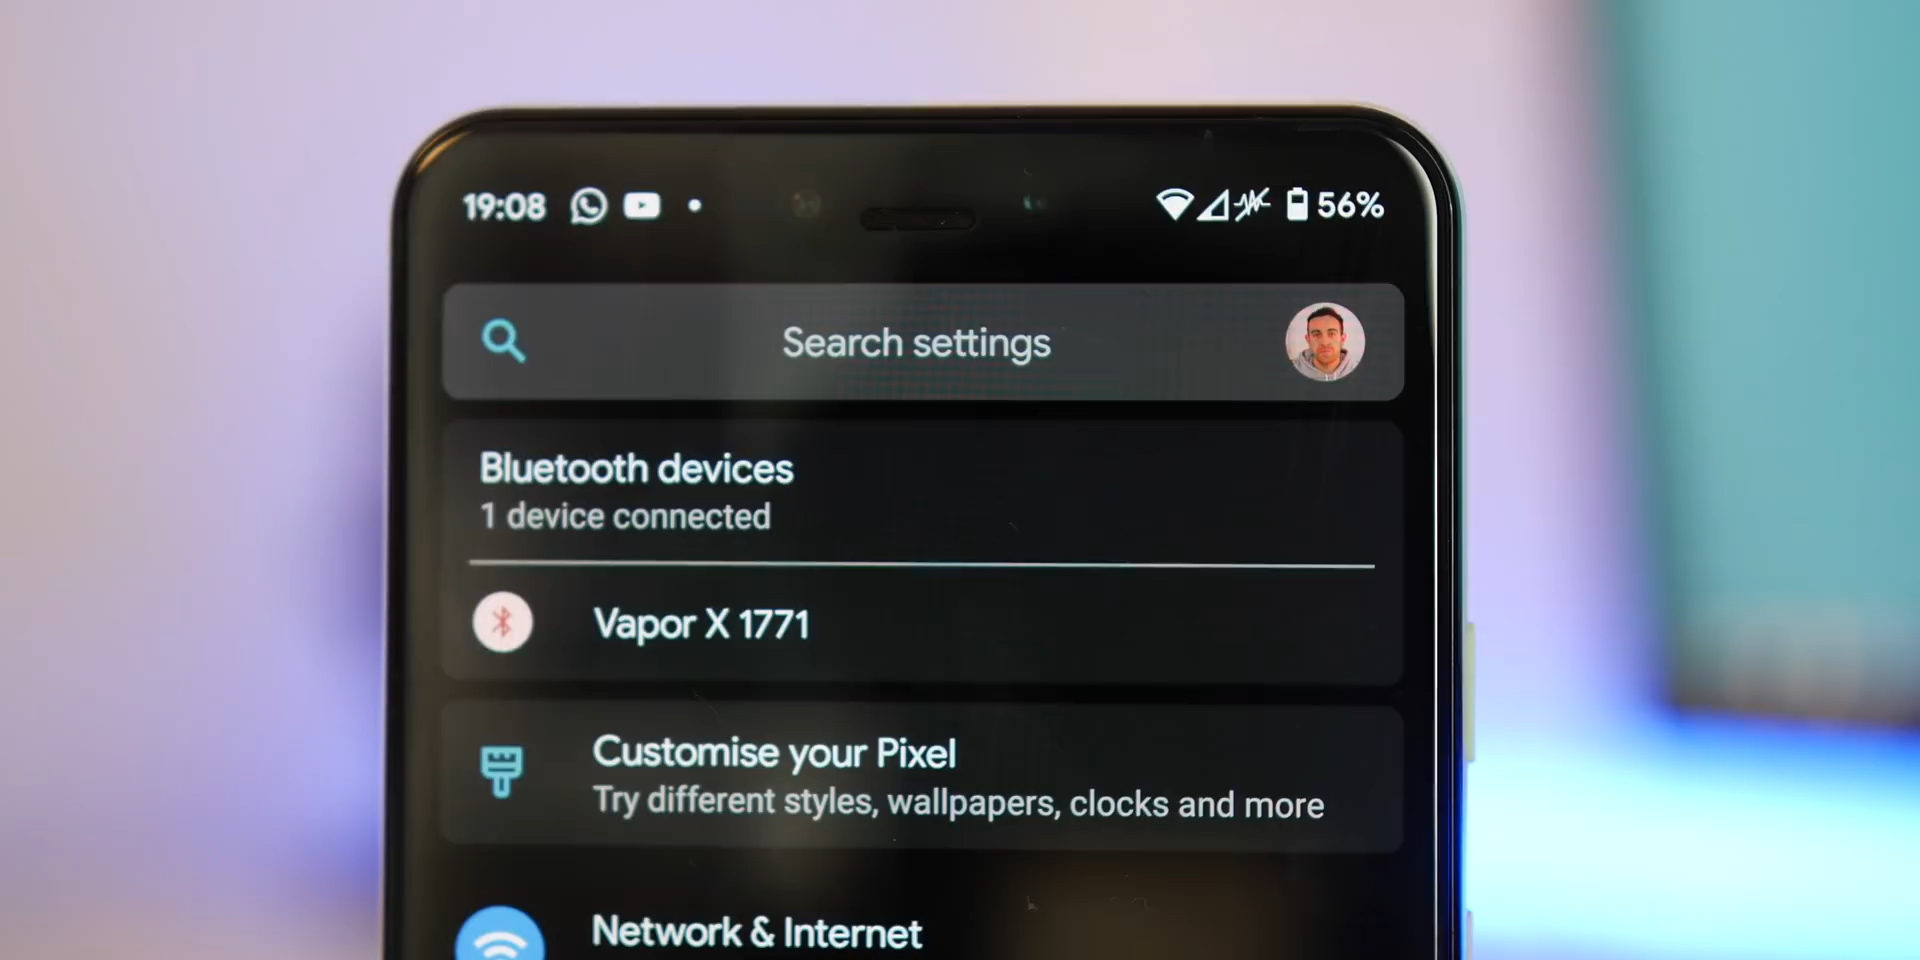 19:08
56%
Search settings
Bluetooth devices
1 device connected
Vapor X 1771
Customise your Pixel
Try different styles, wallpapers, clocks and more
Network & Internet